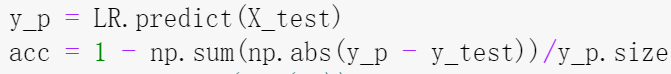 y_p = LR.predict(X_test)
acc = 1 - np.sum(np.abs(y_p - y_test))/y_p.size